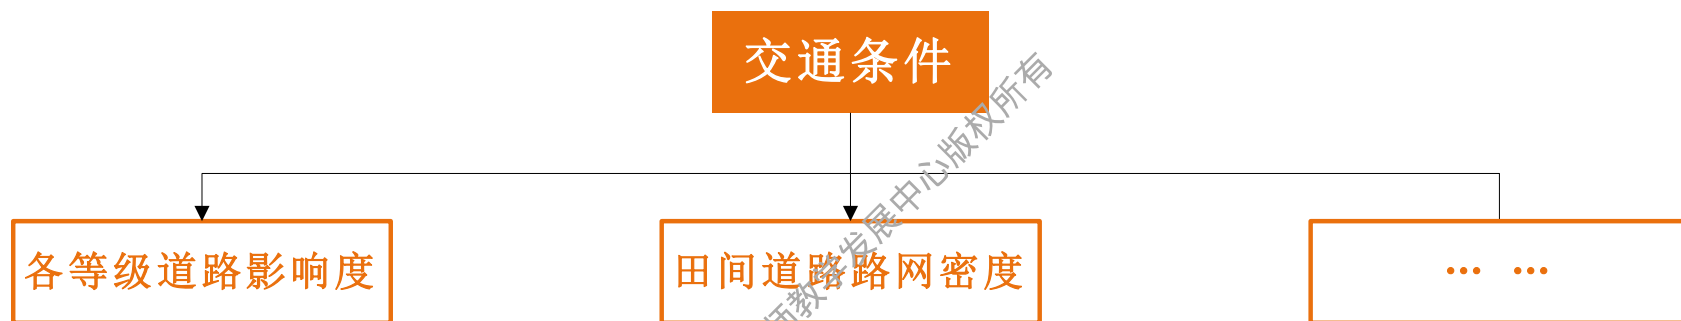 交通条件
各等级道路影响度
田间道路路网密度
… …
师教学发展中心版权所有